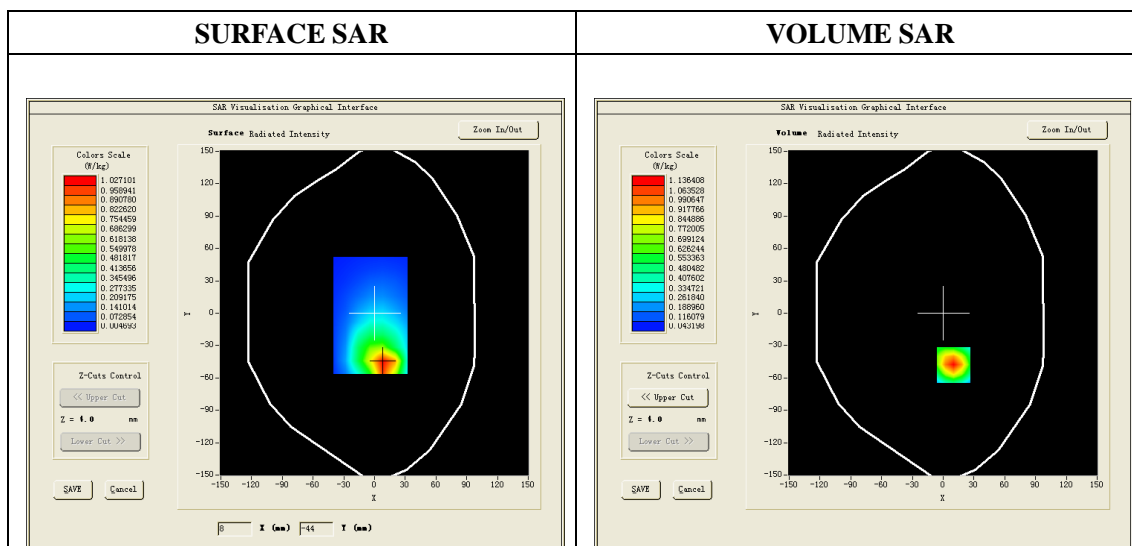 SURFACE SAR
VOLUME SAR
SAR Visualisation Graphical Interface
Surface Radiated Intensity
Zoom In/Out
Colors Scale
(W/kg)
1.027101
0.958941
0.890780
0.822620
0.754459
0.686299
0.618138
0.549978
0.481817
0.413656
0.345496
0.277335
0.209175
0.141014
0.072854
0.004693
Z-Cuts Control
<< Upper Cut
Z = 4.0 mm
Lower Cut >>
SAVE Cancel
150
120
90
60
30
0
-30
-60
-90
-120
-150
Y
-150 -120 -90 -60 -30 0 30 60 90 120 150
X
8 X (mm) -44 Y (mm)
SAR Visualisation Graphical Interface
Volume Radiated Intensity
Zoom In/Out
Colors Scale
(W/kg)
1.136408
1.063528
0.990647
0.917766
0.844886
0.772005
0.699124
0.626244
0.553363
0.480482
0.407602
0.334721
0.261840
0.188960
0.116079
0.043198
Z-Cuts Control
<< Upper Cut
Z = 4.0 mm
Lower Cut >>
SAVE Cancel
150
120
90
60
30
0
-30
-60
-90
-120
-150
Y
-150 -120 -90 -60 -30 0 30 60 90 120 150
X